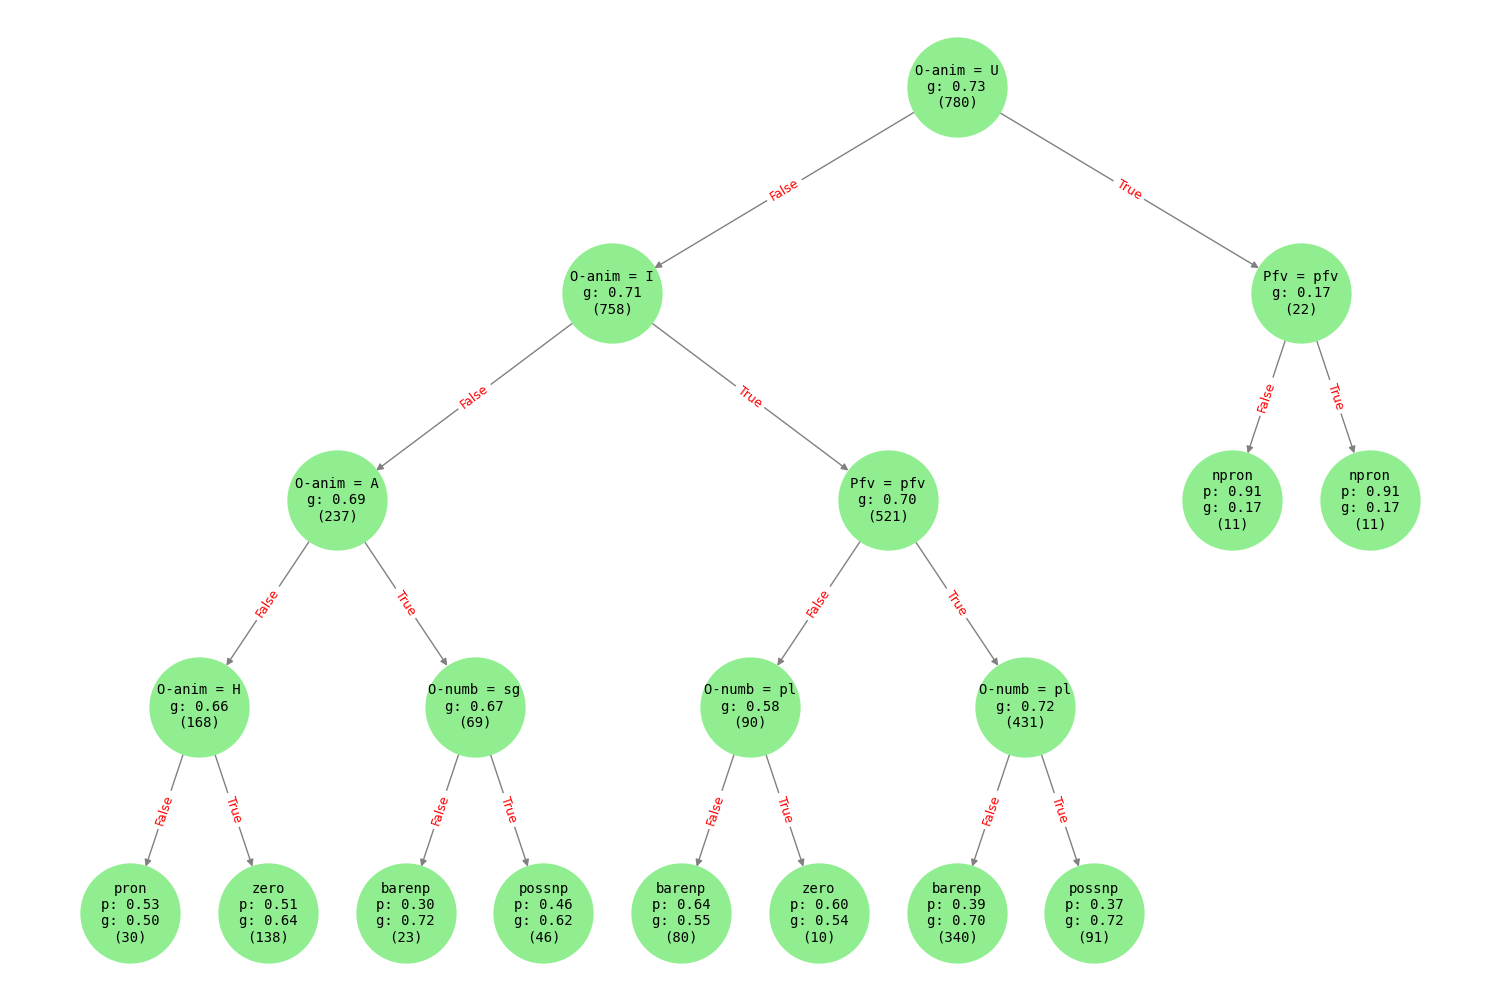 O-anim = U
g: 0.73
(780)
False
True
O-anim = I
g: 0.71
(758)
Pfv = pfv
g: 0.17
(22)
False
True
False
True
O-anim = A
g: 0.69
(237)
Pfv = pfv
g: 0.70
(521)
npron
p: 0.91
g: 0.17
(11)
npron
p: 0.91
g: 0.17
(11)
False
True
False
True
O-anim = H
g: 0.66
(168)
O-numb = sg
g: 0.67
(69)
O-numb = pl
g: 0.58
(90)
O-numb = pl
g: 0.72
(431)
False
True
False
True
False
True
False
True
pron
p: 0.53
g: 0.50
(30)
zero
p: 0.51
g: 0.64
(138)
barenp
p: 0.30
g: 0.72
(23)
possnp
p: 0.46
g: 0.62
(46)
barenp
p: 0.64
g: 0.55
(80)
zero
p: 0.60
g: 0.54
(10)
barenp
p: 0.39
g: 0.70
(340)
possnp
p: 0.37
g: 0.72
(91)